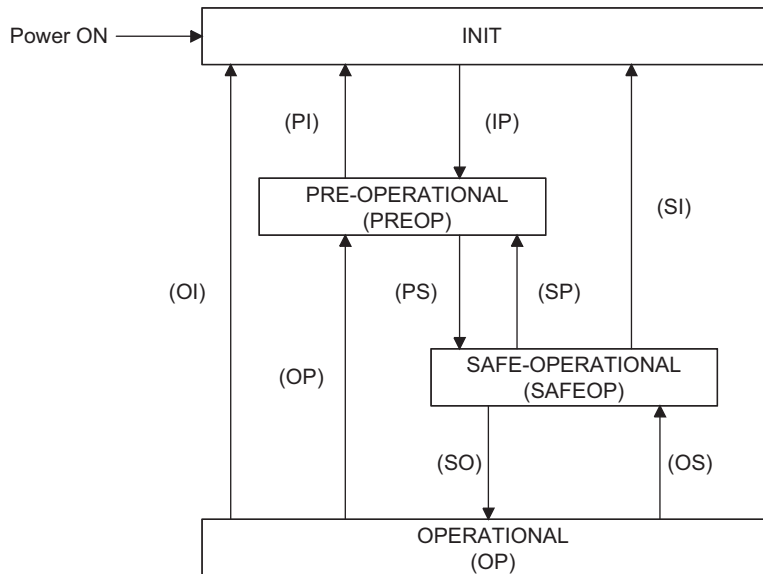 Power ON
INIT
(PI)
(IP)
PRE-OPERATIONAL
(PREOP)
(SI)
(OI)
(PS)
(SP)
(OP)
SAFE-OPERATIONAL
(SAFEOP)
(SO)
(OS)
OPERATIONAL
(OP)